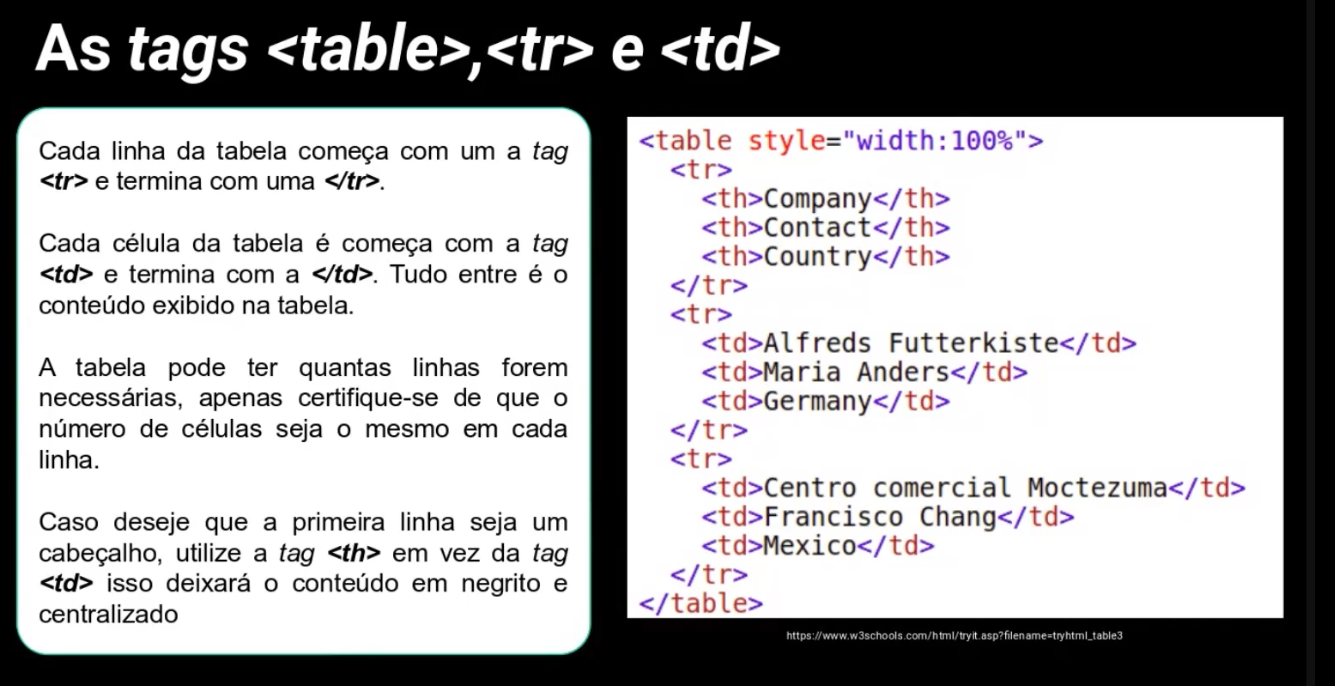 As tags <table>,<tr> e <td>
Cada linha da tabela começa com um a tag
<tr> e termina com uma </tr>.
Cada célula da tabela é começa com a tag
<td> e termina com a </td>. Tudo entre é o
conteúdo exibido na tabela.
A tabela pode ter quantas linhas forem
necessárias, apenas certifique-se de que o
número de células seja o mesmo em cada
linha.
Caso deseje que a primeira linha seja um
cabeçalho, utilize a tag <th> em vez da tag
<td> isso deixará o conteúdo em negrito e
centralizado
<table style="width:100%">
<tr>
<th>Company</th>
<th>Contact</th>
<th>Country</th>
</tr>
<tr>
<td>Alfreds Futterkiste</td>
<td>Maria Anders</td>
<td>Germany</td>
</tr>
<tr>
<td>Centro comercial Moctezuma</td>
<td>Francisco Chang</td>
<td>Mexico</td>
</tr>
</table>
https://www.w3schools.com/html/tryit.asp?filename=tryhtml_table3